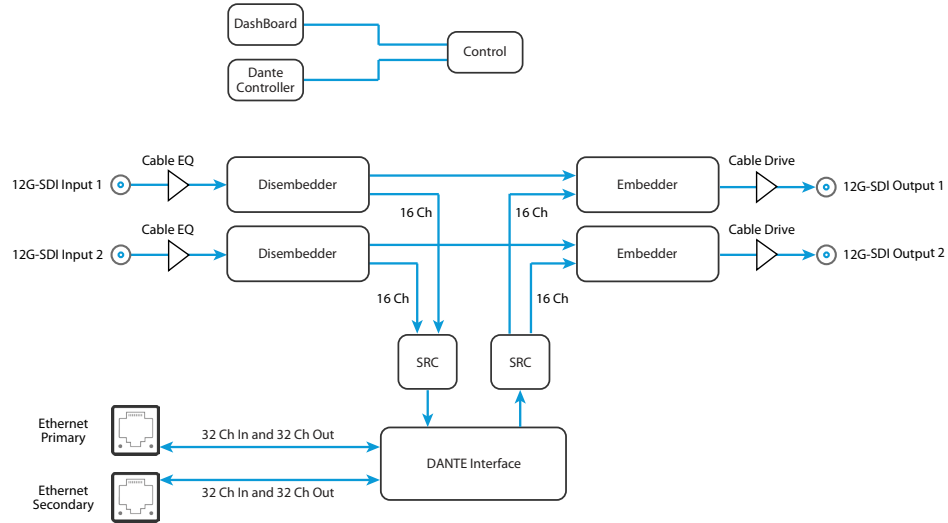 DashBoard
Control
Dante
Controller
Cable EQ
Cable Drive
12G-SDI Input 1
Disembedder
Embedder
12G-SDI Output 1
16 Ch
16 Ch
Cable EQ
Cable Drive
12G-SDI Input 2
Disembedder
Embedder
12G-SDI Output 2
16 Ch
16 Ch
SRC
SRC
Ethernet
Primary
32 Ch In and 32 Ch Out
DANTE Interface
Ethernet
Secondary
32 Ch In and 32 Ch Out